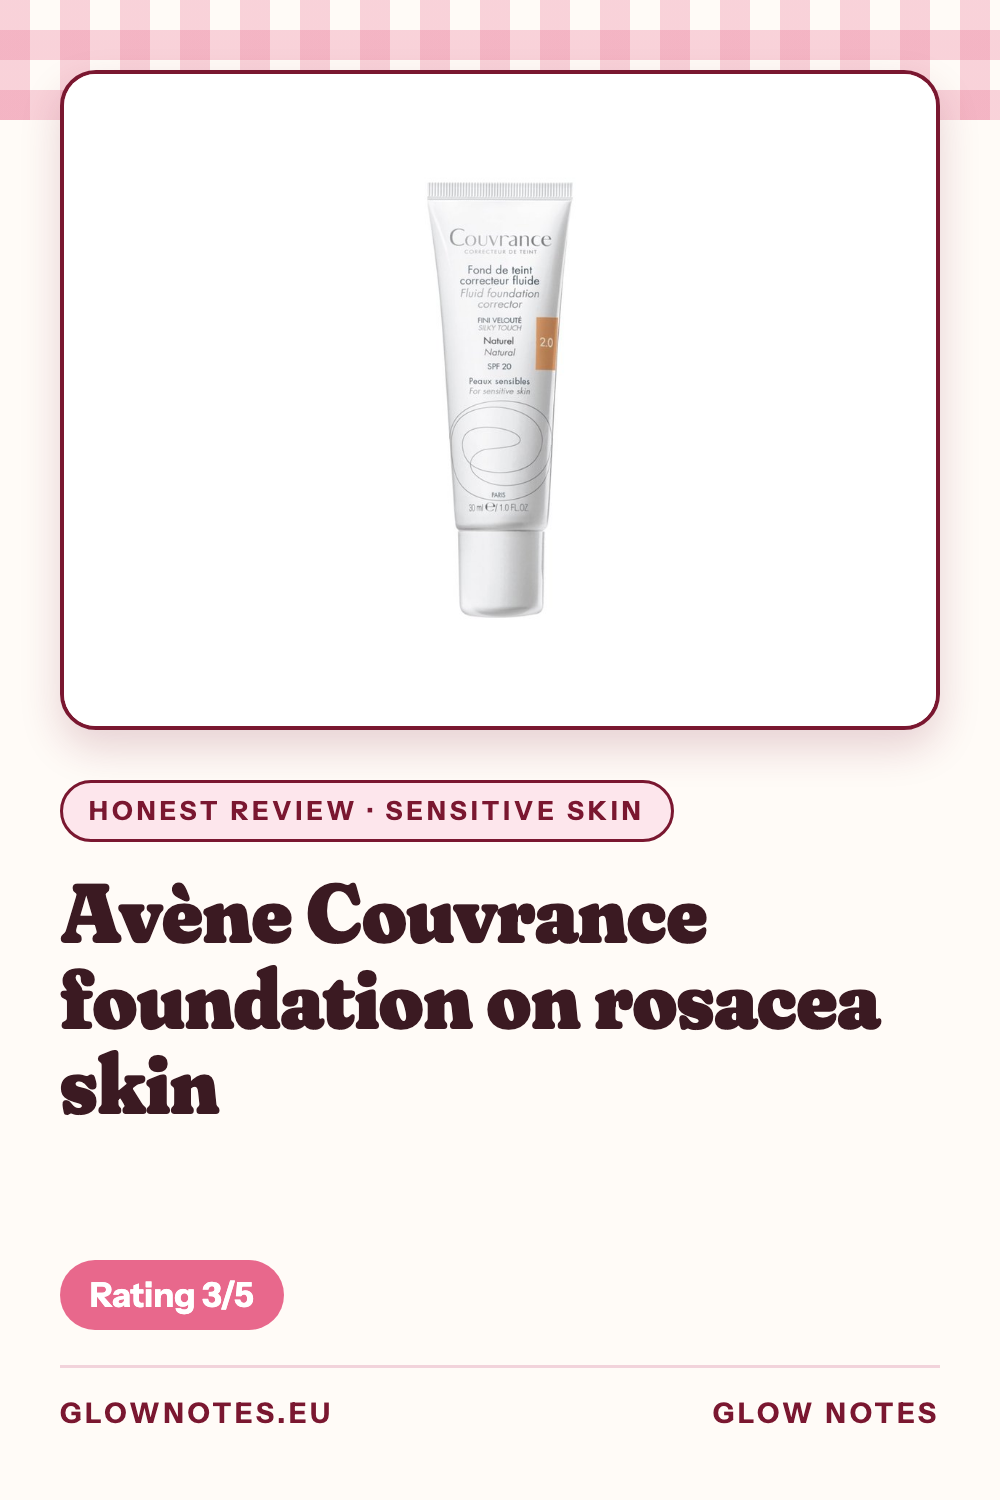 Couvrance
CORRECTEUR DE TEINT
Fond de teint
correcteur fluide
Fluid foundation
corrector
FINI VELOUTÉ
SILKY TOUCH
Naturel
Natural
2.0
SPF 20
Peaux sensibles
For sensitive skin
PARIS
30 ml ℮ / 1.0 FL.OZ
HONEST REVIEW · SENSITIVE SKIN
Avène Couvrance
foundation on rosacea
skin
Rating 3/5
GLOWNOTES.EU
GLOW NOTES